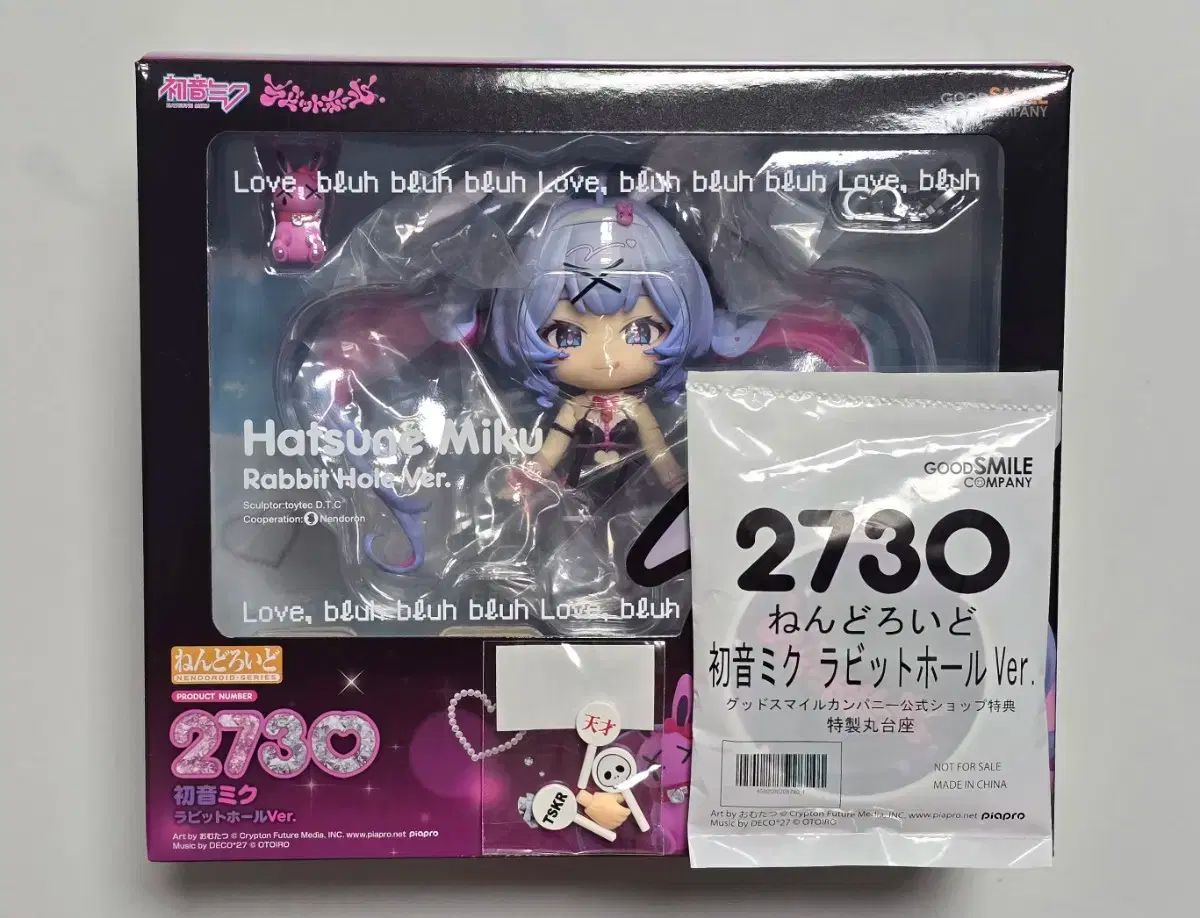 初音ミク
HATSUNE MIKU
ラビットホール
GOOD SMILE
COMPANY
Love, bluh bluh bluh Love, bluh bluh bluh Love, bluh
Hatsune Miku
Rabbit Hole Ver.
Sculptor:toytec D.T.C
Cooperation: Nendoron
Love, bluh bluh bluh Love, bluh
ねんどろいど
NENDOROID-SERIES
PRODUCT NUMBER
2730
初音ミク
ラビットホールVer.
Art by おむたつ © Crypton Future Media, INC. www.piapro.net piapro
Music by DECO*27 © OTOIRO
天才
TSKR
GOOD SMILE
COMPANY
2730
ねんどろいど
初音ミク ラビットホール Ver.
グッドスマイルカンパニー公式ショップ特典
特製丸台座
NOT FOR SALE
MADE IN CHINA
Art by おむたつ © Crypton Future Media, INC. www.piapro.net piapro
Music by DECO*27 © OTOIRO